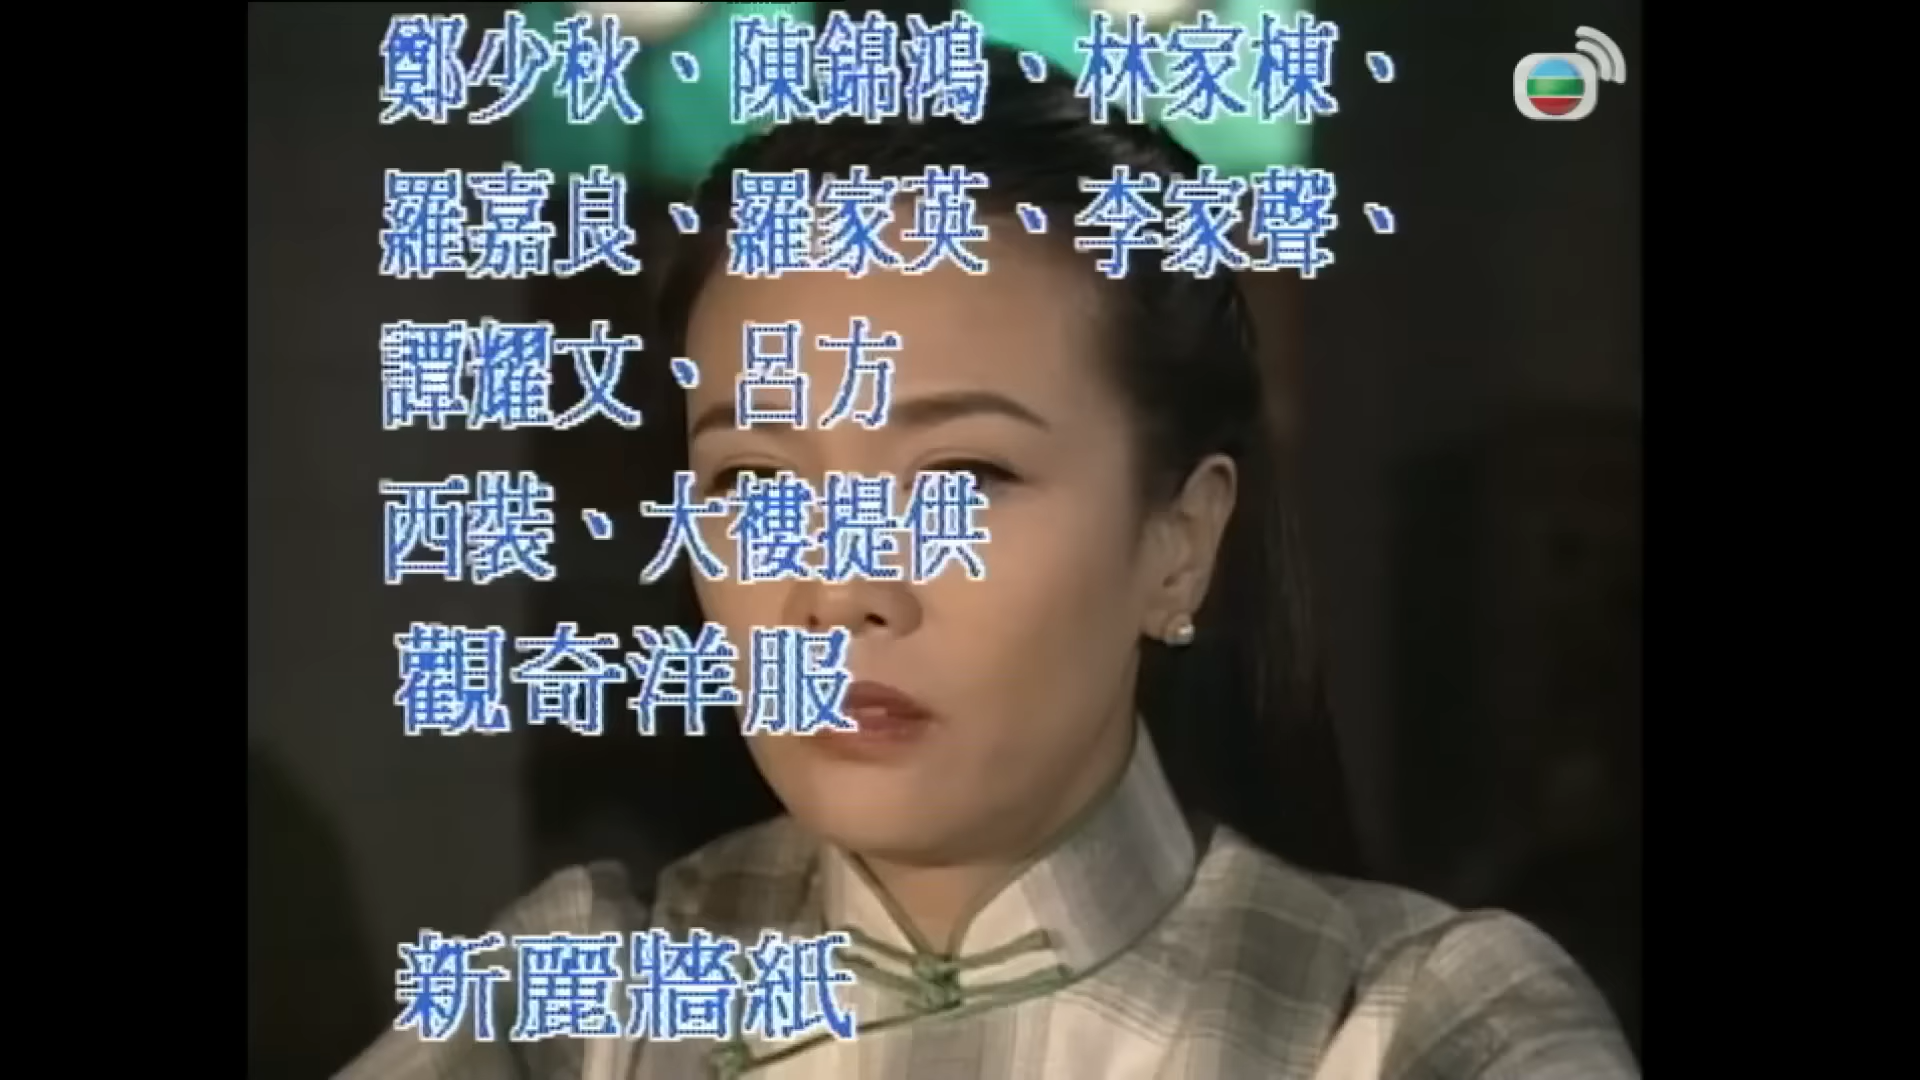 鄭少秋、陳錦鴻、林家棟、
羅嘉良、羅家英、李家聲、
譚耀文、呂方
西裝、大褸提供
觀奇洋服
新麗牆紙